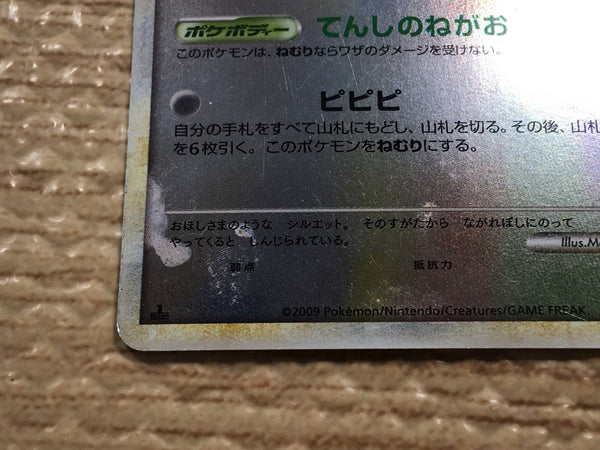 ポケボディー てんしのねがお
このポケモンは、ねむりならワザのダメージを受けない。
ピピピ
自分の手札をすべて山札にもどし、山札を切る。その後、山札
を6枚引く。このポケモンをねむりにする。
おほしさまのような シルエット。 そのすがたから ながれぼしにのって
やってくると しんじられている。
Illus.M
弱点 抵抗力
1
©2009 Pokémon/Nintendo/Creatures/GAME FREAK